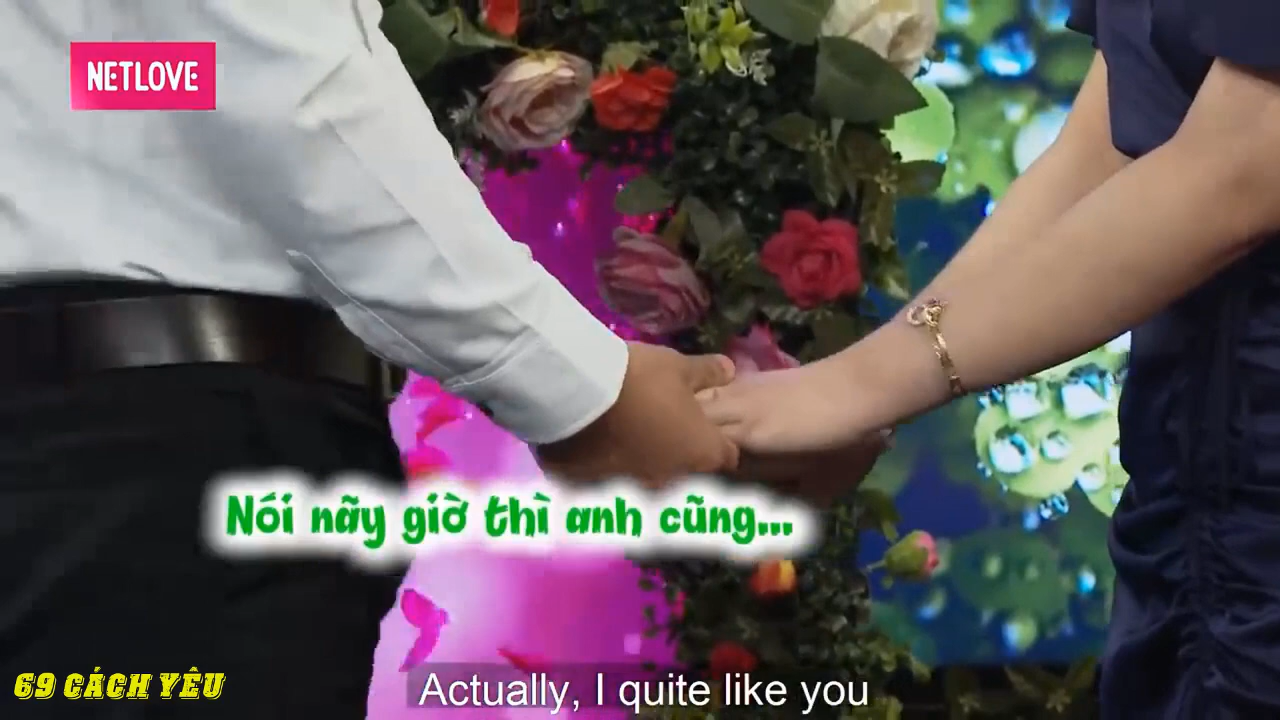 NETLOVE
Nói nãy giờ thì anh cũng...
69 CÁCH YÊU
Actually, I quite like you